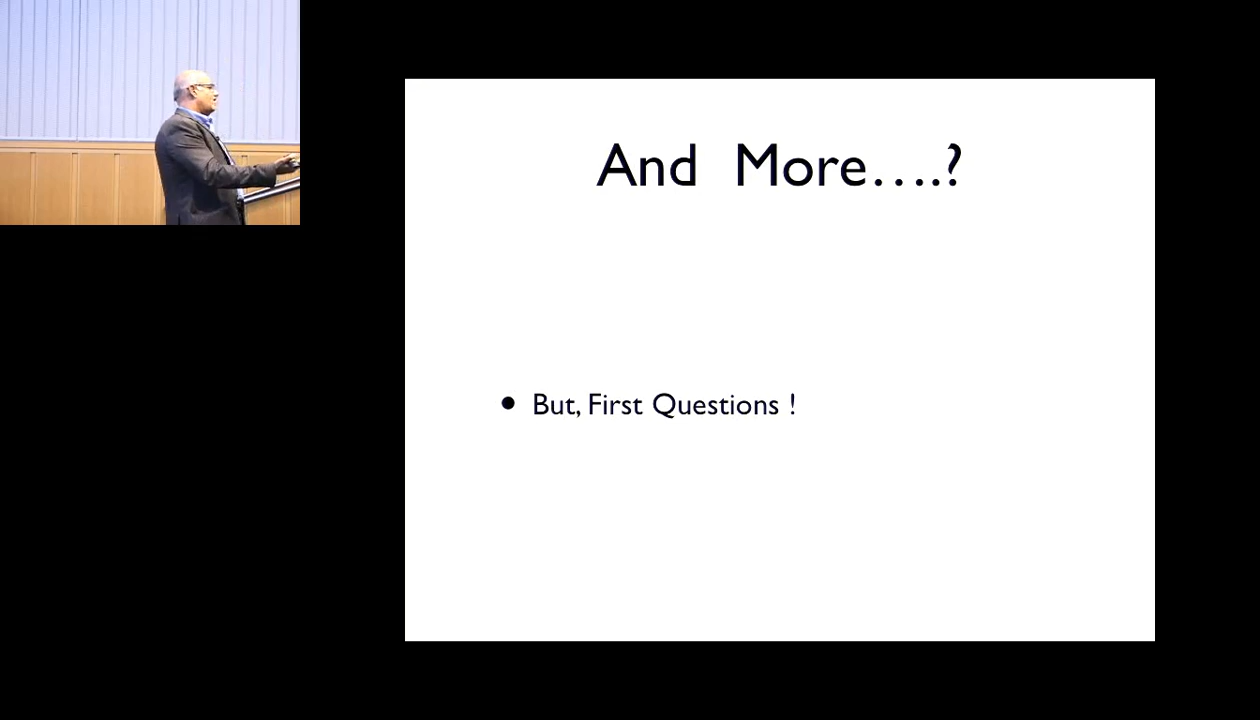 And More….?
• But, First Questions !